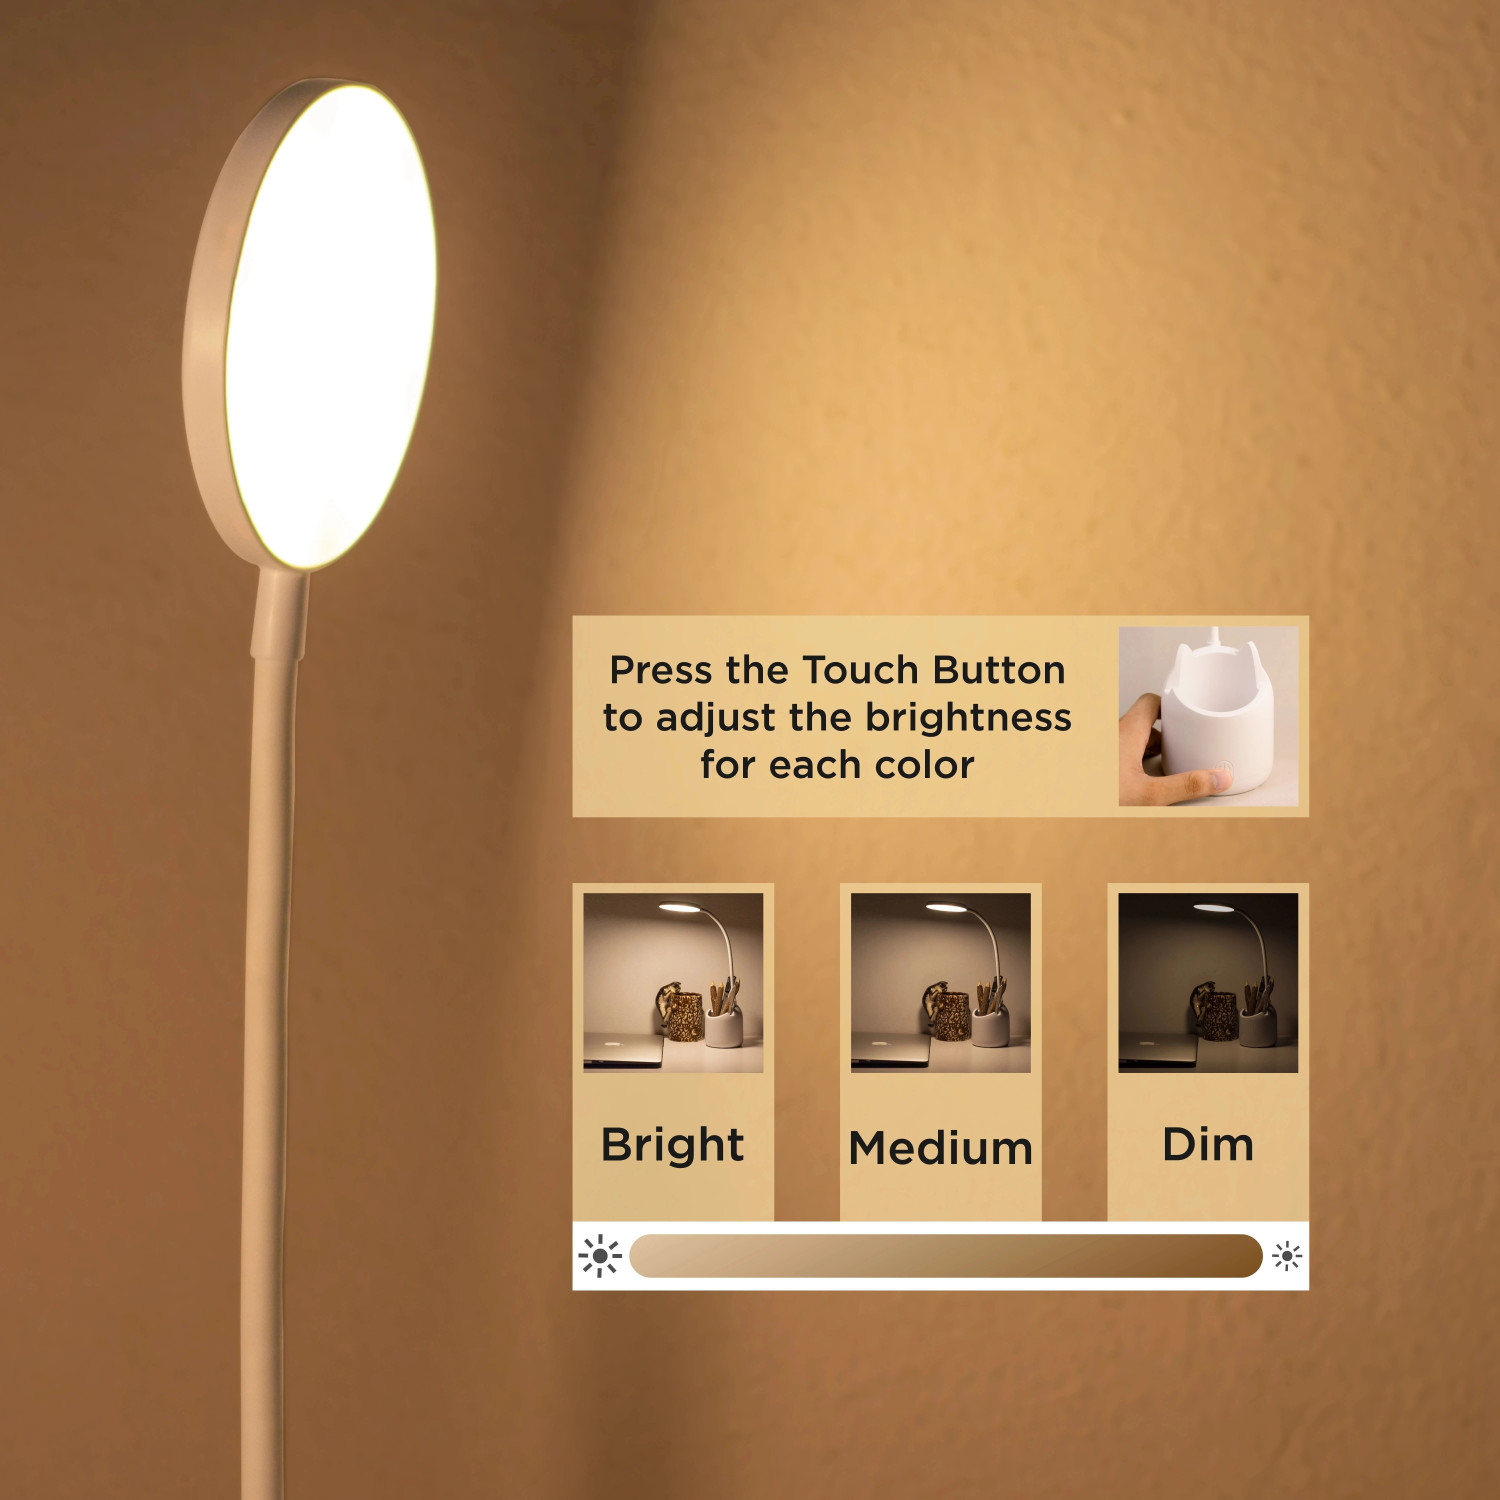 Press the Touch Button
to adjust the brightness
for each color
Bright
Medium
Dim